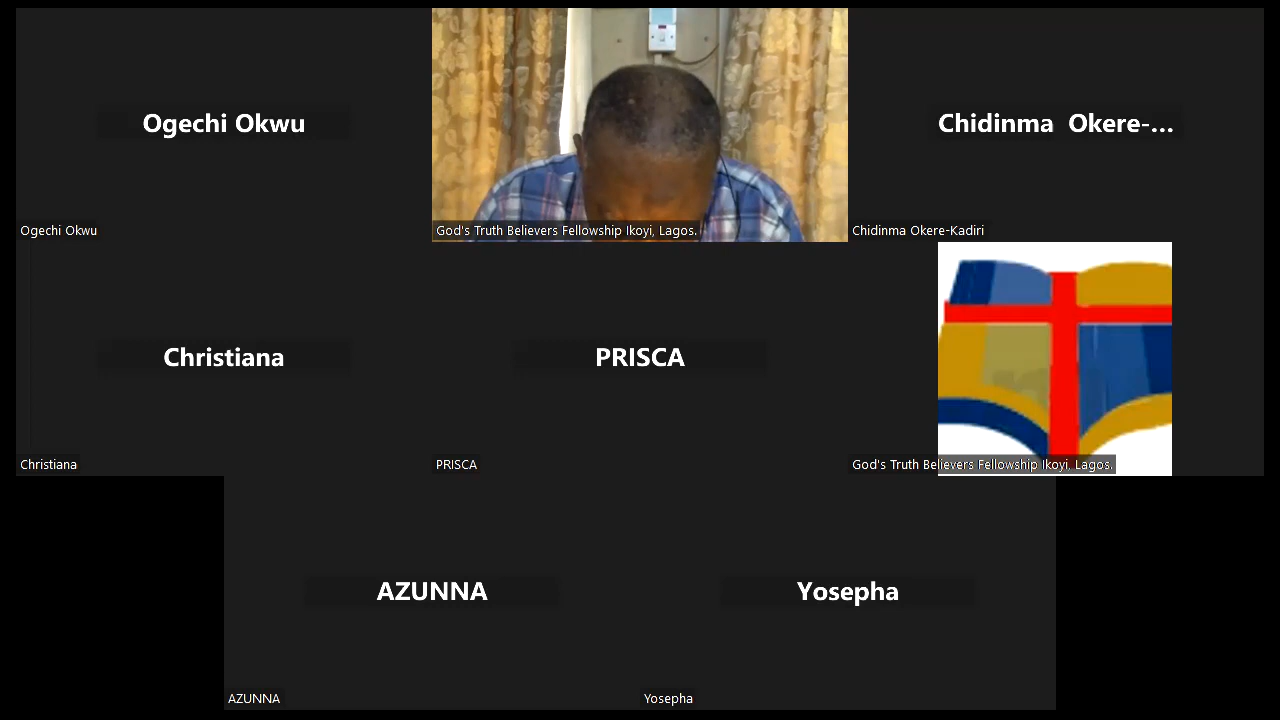 Ogechi Okwu
Ogechi Okwu
God's Truth Believers Fellowship Ikoyi, Lagos.
Chidinma Okere-...
Chidinma Okere-Kadiri
Christiana
Christiana
PRISCA
PRISCA
God's Truth Believers Fellowship Ikoyi, Lagos.
AZUNNA
AZUNNA
Yosepha
Yosepha